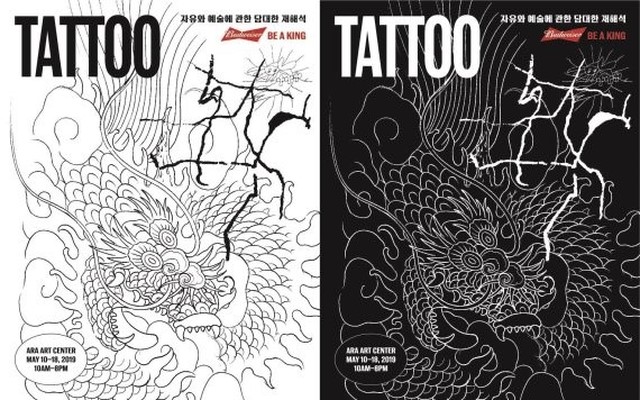 TATTOO
자유와 예술에 관한 담대한 재해석
Budweiser BE A KING
ARA ART CENTER
MAY 10-18, 2019
10AM-8PM
TATTOO
자유와 예술에 관한 담대한 재해석
Budweiser BE A KING
ARA ART CENTER
MAY 10-18, 2019
10AM-8PM